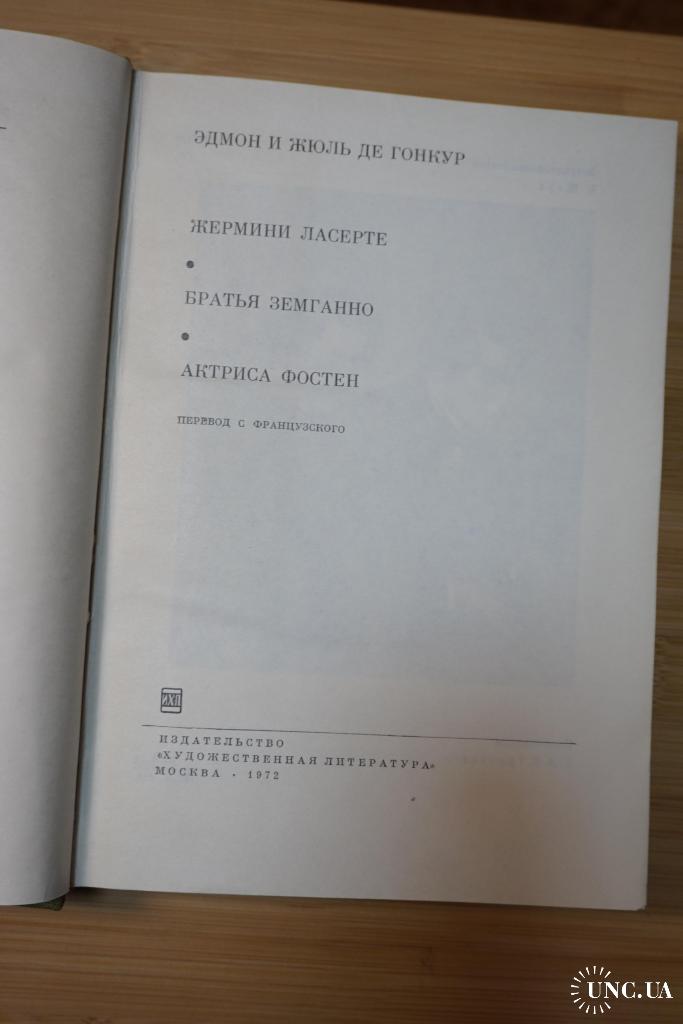 ЭДМОН И ЖЮЛЬ ДЕ ГОНКУР
ЖЕРМИНИ ЛАСЕРТЕ
•
БРАТЬЯ ЗЕМГАННО
•
АКТРИСА ФОСТЕН
ПЕРЕВОД С ФРАНЦУЗСКОГО
ИХЛ
ИЗДАТЕЛЬСТВО
«ХУДОЖЕСТВЕННАЯ ЛИТЕРАТУРА»
МОСКВА · 1972
UNC.UA